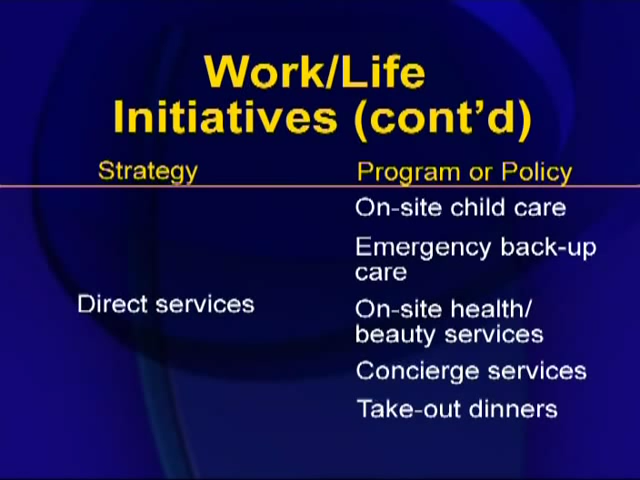 Work/Life
Initiatives (cont'd)
Strategy
Program or Policy
On-site child care
Emergency back-up
care
Direct services
On-site health/
beauty services
Concierge services
Take-out dinners